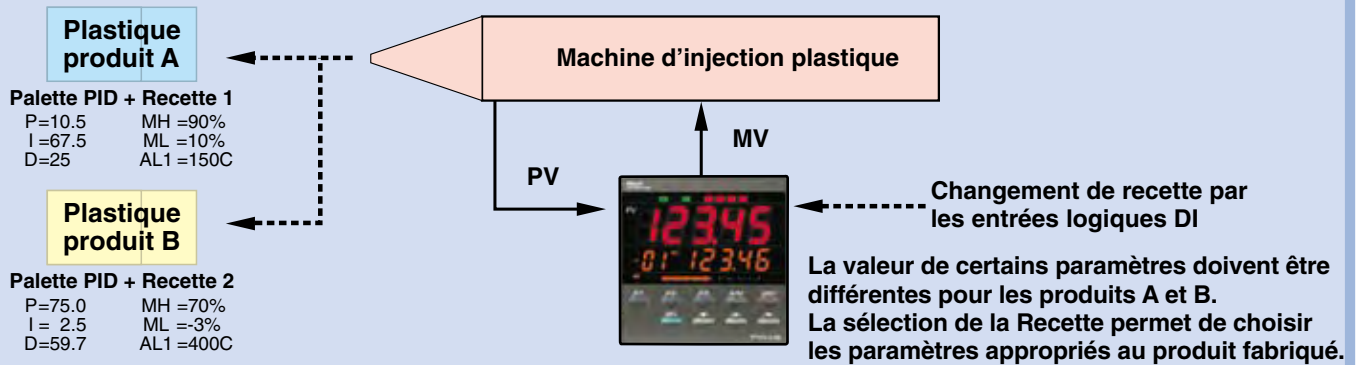 Plastique
produit A
Palette PID + Recette 1
P=10.5 MH =90%
I =67.5 ML =10%
D=25 AL1 =150C
Plastique
produit B
Palette PID + Recette 2
P=75.0 MH =70%
I = 2.5 ML =-3%
D=59.7 AL1 =400C
Machine d’injection plastique
PV
MV
PV
123.45
-01- 123.46
Changement de recette par
les entrées logiques DI
La valeur de certains paramètres doivent être
différentes pour les produits A et B.
La sélection de la Recette permet de choisir
les paramètres appropriés au produit fabriqué.